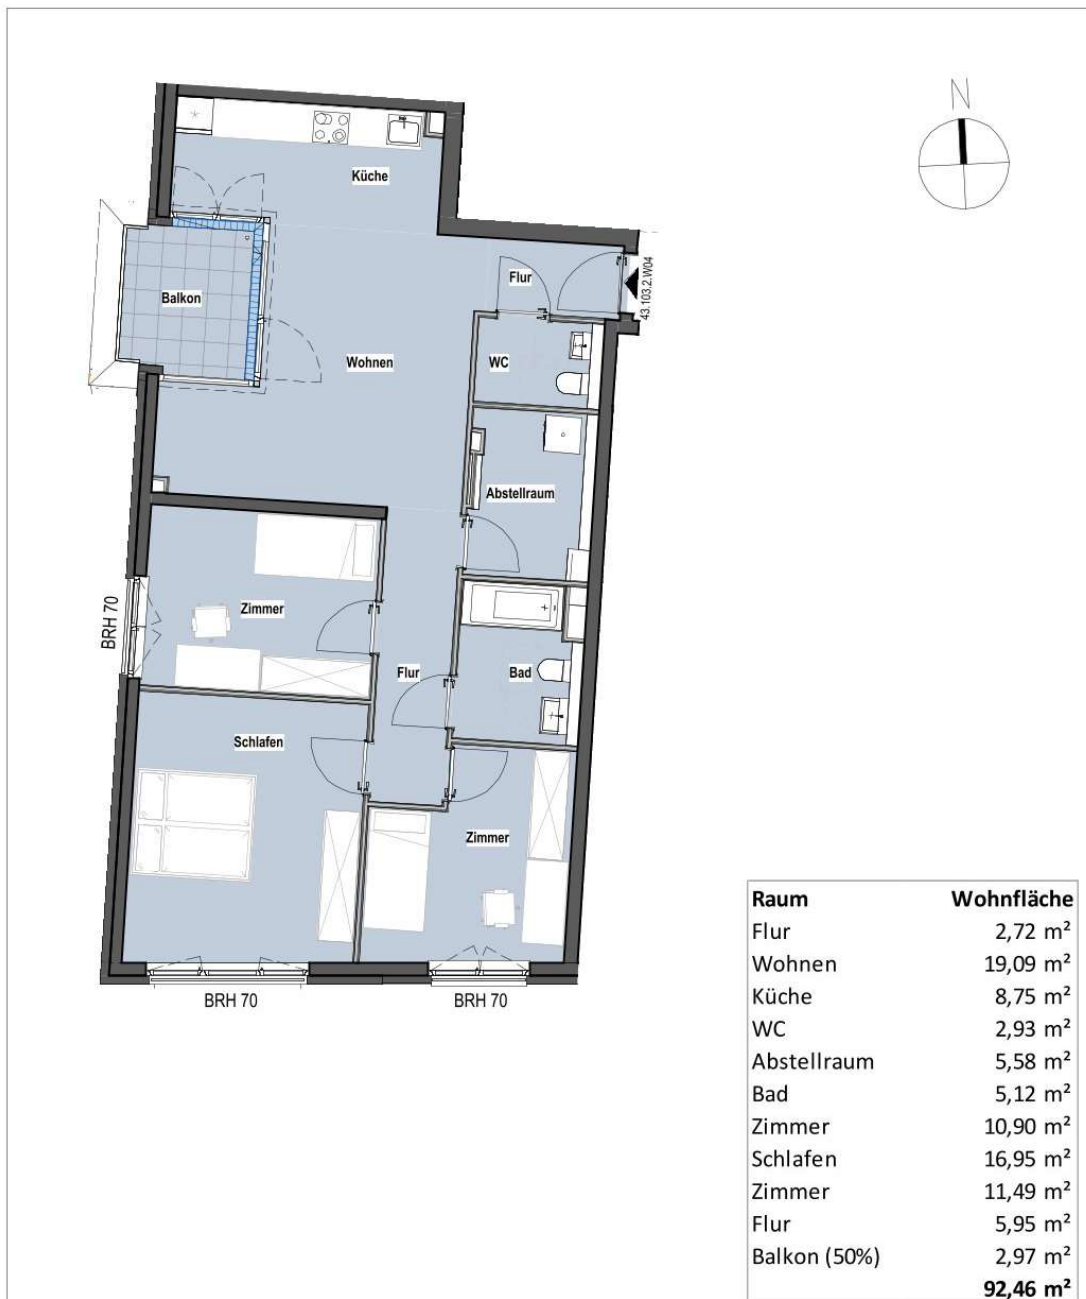 N
Küche
Flur
43.103.2.W04
Balkon
Wohnen
WC
Abstellraum
Zimmer
BRH 70
Flur
Bad
Schlafen
Zimmer
BRH 70
BRH 70
Raum Wohnfläche
Flur 2,72 m²
Wohnen 19,09 m²
Küche 8,75 m²
WC 2,93 m²
Abstellraum 5,58 m²
Bad 5,12 m²
Zimmer 10,90 m²
Schlafen 16,95 m²
Zimmer 11,49 m²
Flur 5,95 m²
Balkon (50%) 2,97 m²
92,46 m²